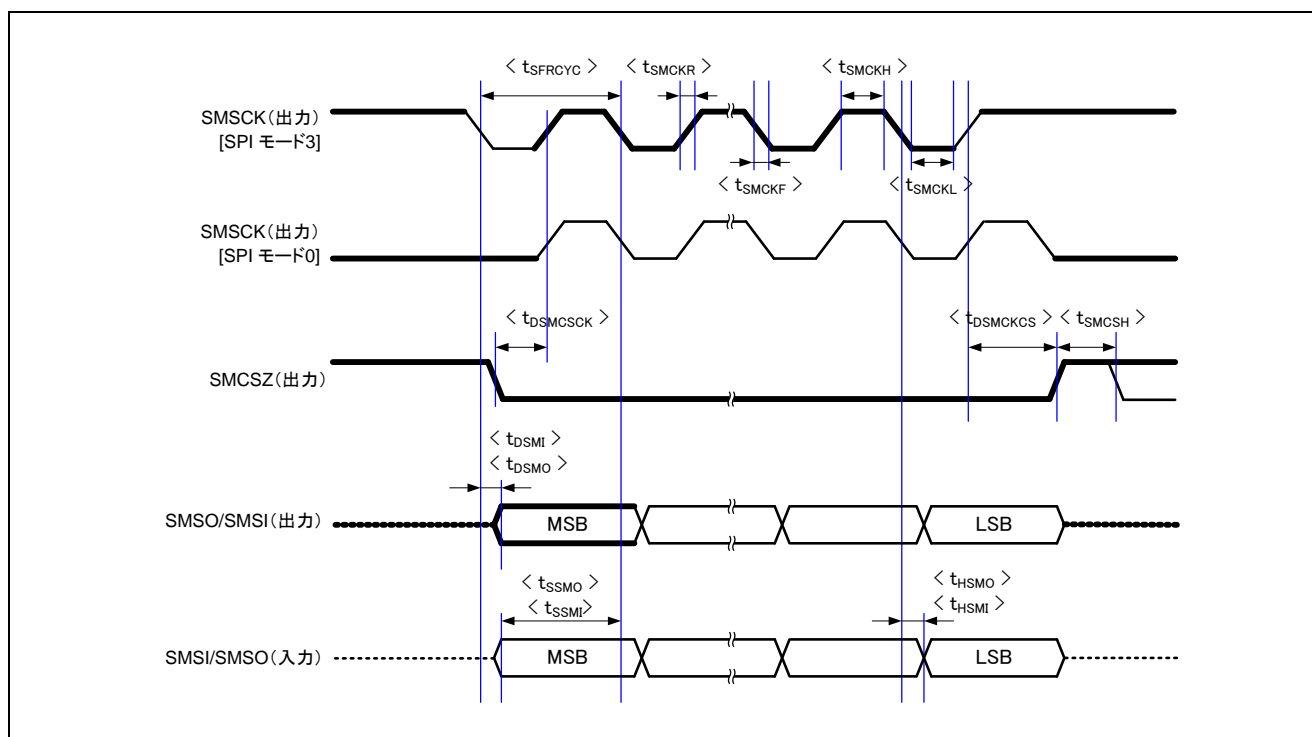 < tSFRCYC > < tSMCKR > < tSMCKH >
SMSCK(出力)
[SPI モード3]
< tSMCKF > < tSMCKL >
SMSCK(出力)
[SPI モード0]
< tDSMCSCK > < tDSMCKCS > < tSMCSH >
SMCSZ(出力)
< tDSMI >
< tDSMO >
SMSO/SMSI(出力) MSB LSB
< tSSMO > < tHSMO >
< tSSMI> < tHSMI >
SMSI/SMSO(入力) MSB LSB